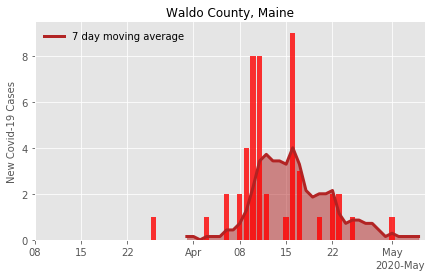 Waldo County, Maine
7 day moving average
New Covid-19 Cases
8
6
4
2
0
08 15 22 Apr 08 15 22 May
2020-May